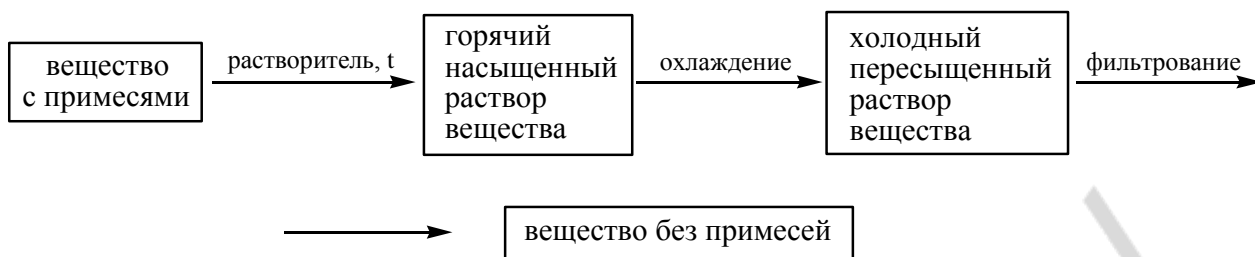 вещество
с примесями
растворитель, t
горячий
насыщенный
раствор
вещества
охлаждение
холодный
пересыщенный
раствор
вещества
фильтрование
вещество без примесей